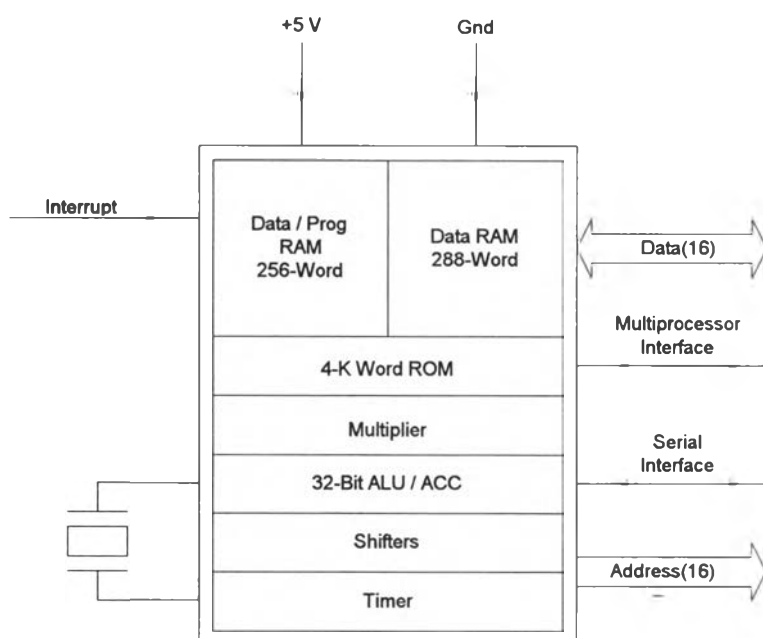 +5 V
Gnd
Interrupt
Data / Prog
RAM
256-Word
Data RAM
288-Word
Data(16)
Multiprocessor
Interface
4-K Word ROM
Multiplier
Serial
Interface
32-Bit ALU / ACC
Shifters
Address(16)
Timer